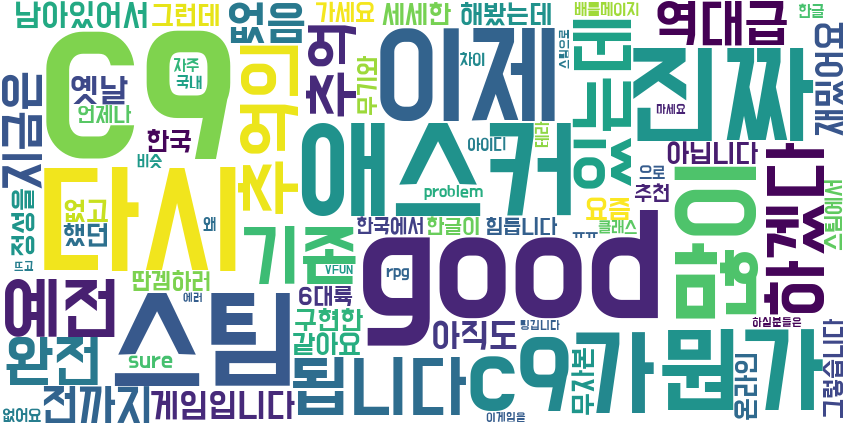 남아있어서
그런데
없음
가세요
세세한
해봤는데
배틀메이지
역대급
한글
C9
자주
국내
옛날
언제나
한국
비슷
지금은
추억의
추억
무기와
이제
차이
스팀으로
있는데
진짜
마세요
재밌어요
애스커
아이디
테라
problem
아닙니다
으로
추천
요즘
하겠다
스팀에서
정성을
없고
했던
다시
왜
기존
한국에서
한글이
힘듭니다
ㅠㅠ
클래스
딴겜하러
VFUN
rpg
good
예전
스팀
에러
6대륙
구현한
같아요
아직도
팅깁니다
하실분들은
완전
sure
됩니다
c9
가
뭔가
무자본
온라인
그렇습니다
없어요
전까지
게임입니다
이게임은